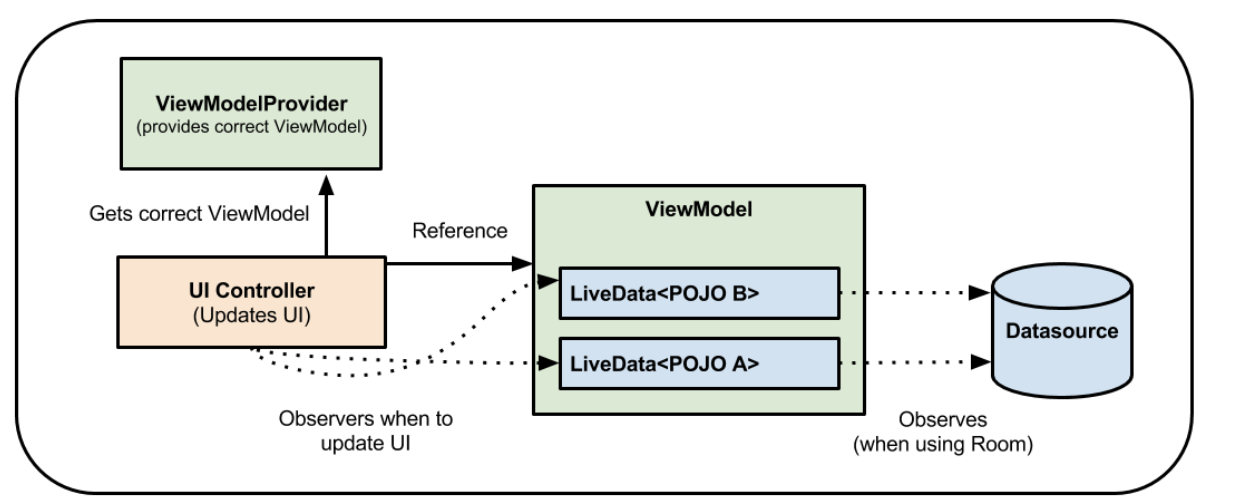 ViewModelProvider
(provides correct ViewModel)
Gets correct ViewModel
Reference
ViewModel
UI Controller
(Updates UI)
LiveData<POJO B>
Datasource
LiveData<POJO A>
Observers when to
update UI
Observes
(when using Room)